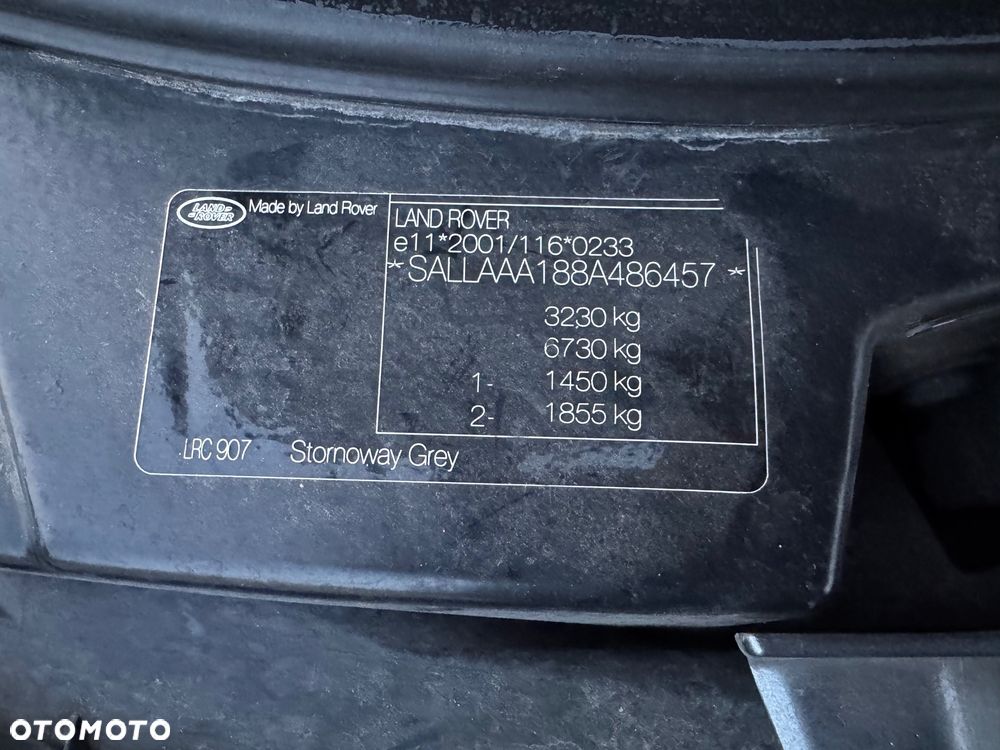 LAND-
-ROVER
Made by Land Rover
LAND ROVER
e11*2001/116*0233
*SALLAAA188A486457 *
3230 kg
6730 kg
1- 1450 kg
2- 1855 kg
LRC 907 Stornoway Grey
OTOMOTO